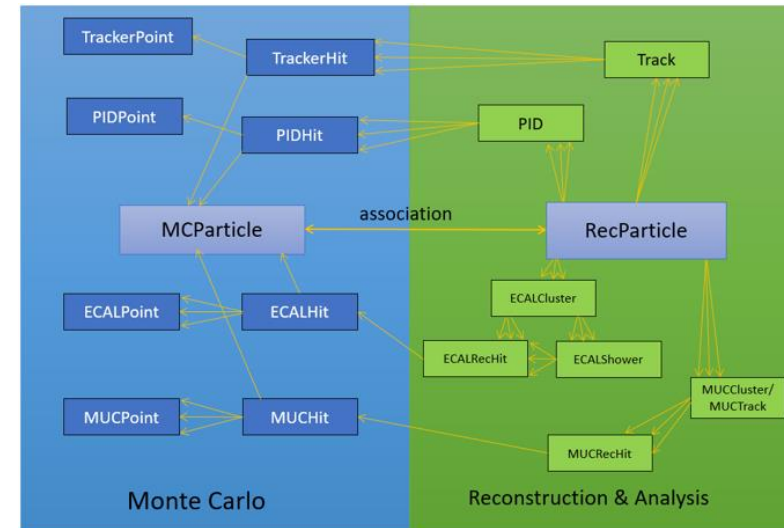 TrackerPoint
TrackerHit
Track
PIDPoint
PIDHit
PID
association
MCParticle
RecParticle
ECALPoint
ECALHit
ECALCluster
ECALRecHit
ECALShower
MUCCluster/
MUCTrack
MUCPoint
MUCHit
MUCRecHit
Monte Carlo
Reconstruction & Analysis